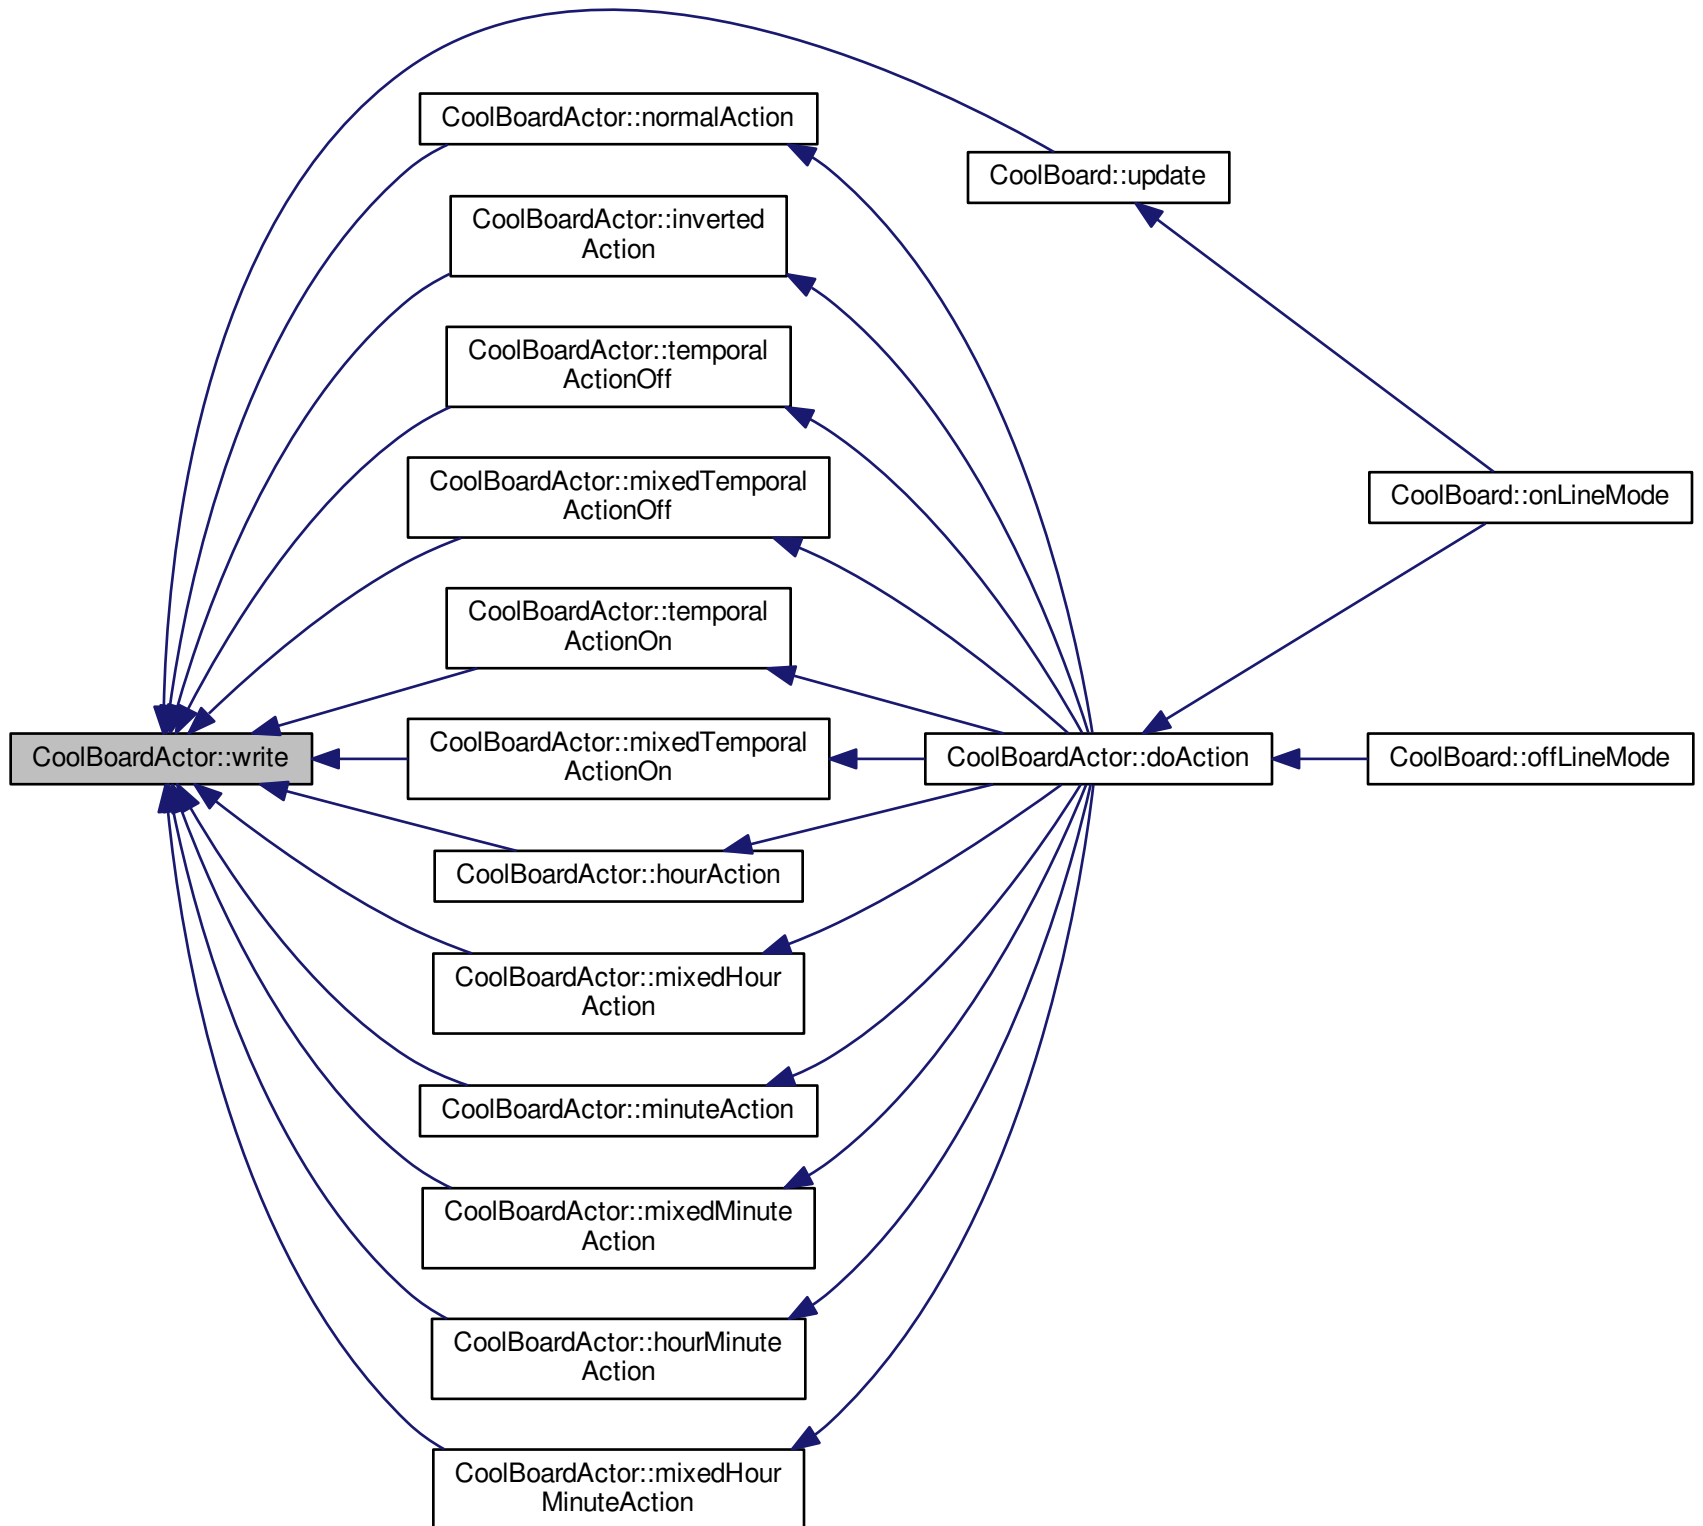 CoolBoardActor::normalAction
CoolBoard::update
CoolBoardActor::inverted
Action
CoolBoardActor::temporal
ActionOff
CoolBoardActor::mixedTemporal
ActionOff
CoolBoard::onLineMode
CoolBoardActor::temporal
ActionOn
CoolBoardActor::write
CoolBoardActor::mixedTemporal
ActionOn
CoolBoardActor::doAction
CoolBoard::offLineMode
CoolBoardActor::hourAction
CoolBoardActor::mixedHour
Action
CoolBoardActor::minuteAction
CoolBoardActor::mixedMinute
Action
CoolBoardActor::hourMinute
Action
CoolBoardActor::mixedHour
MinuteAction